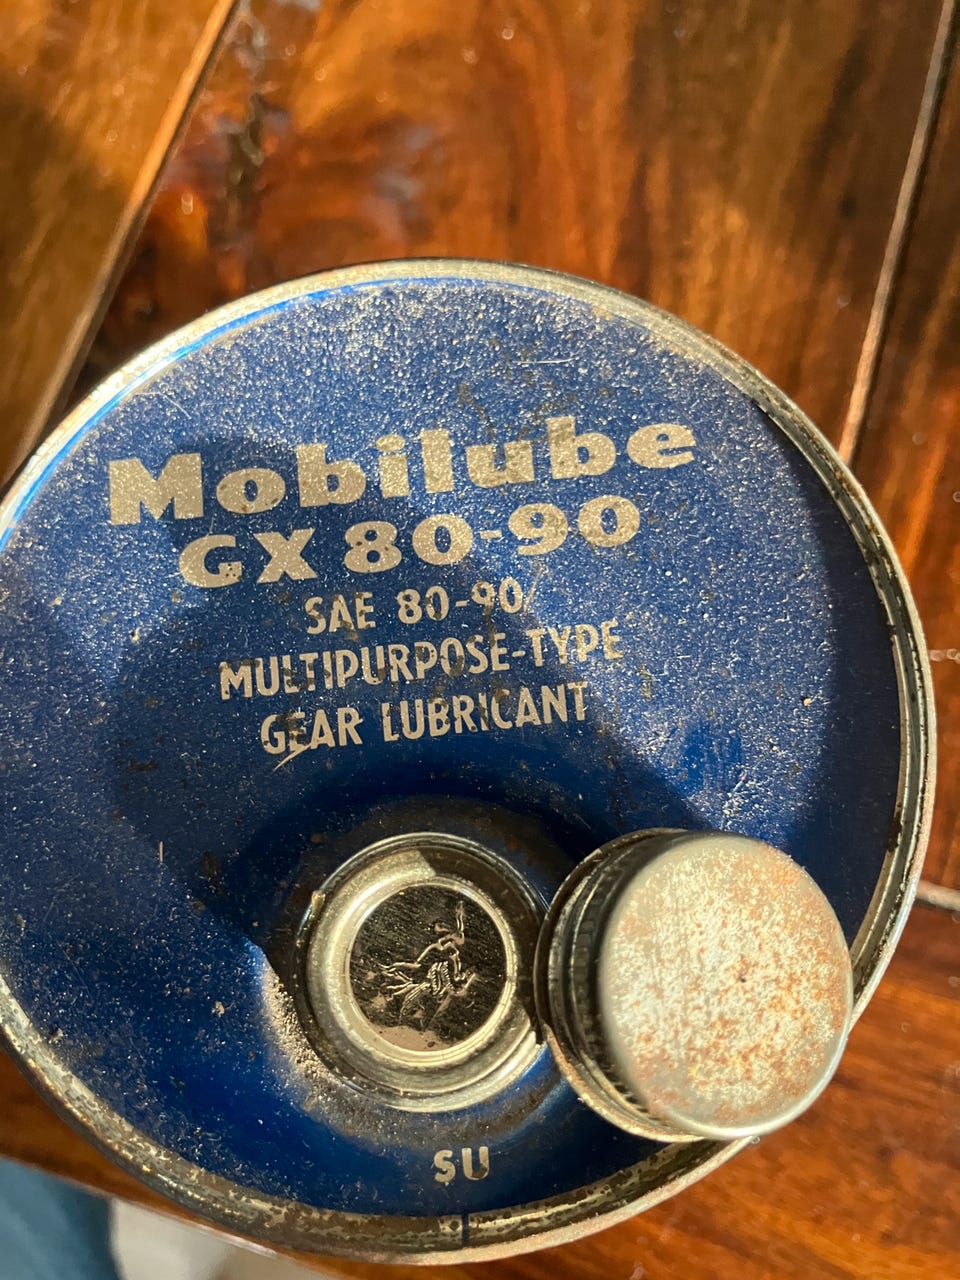 Mobilube
GX 80-90
SAE 80-90/
MULTIPURPOSE-TYPE
GEAR LUBRICANT
SU